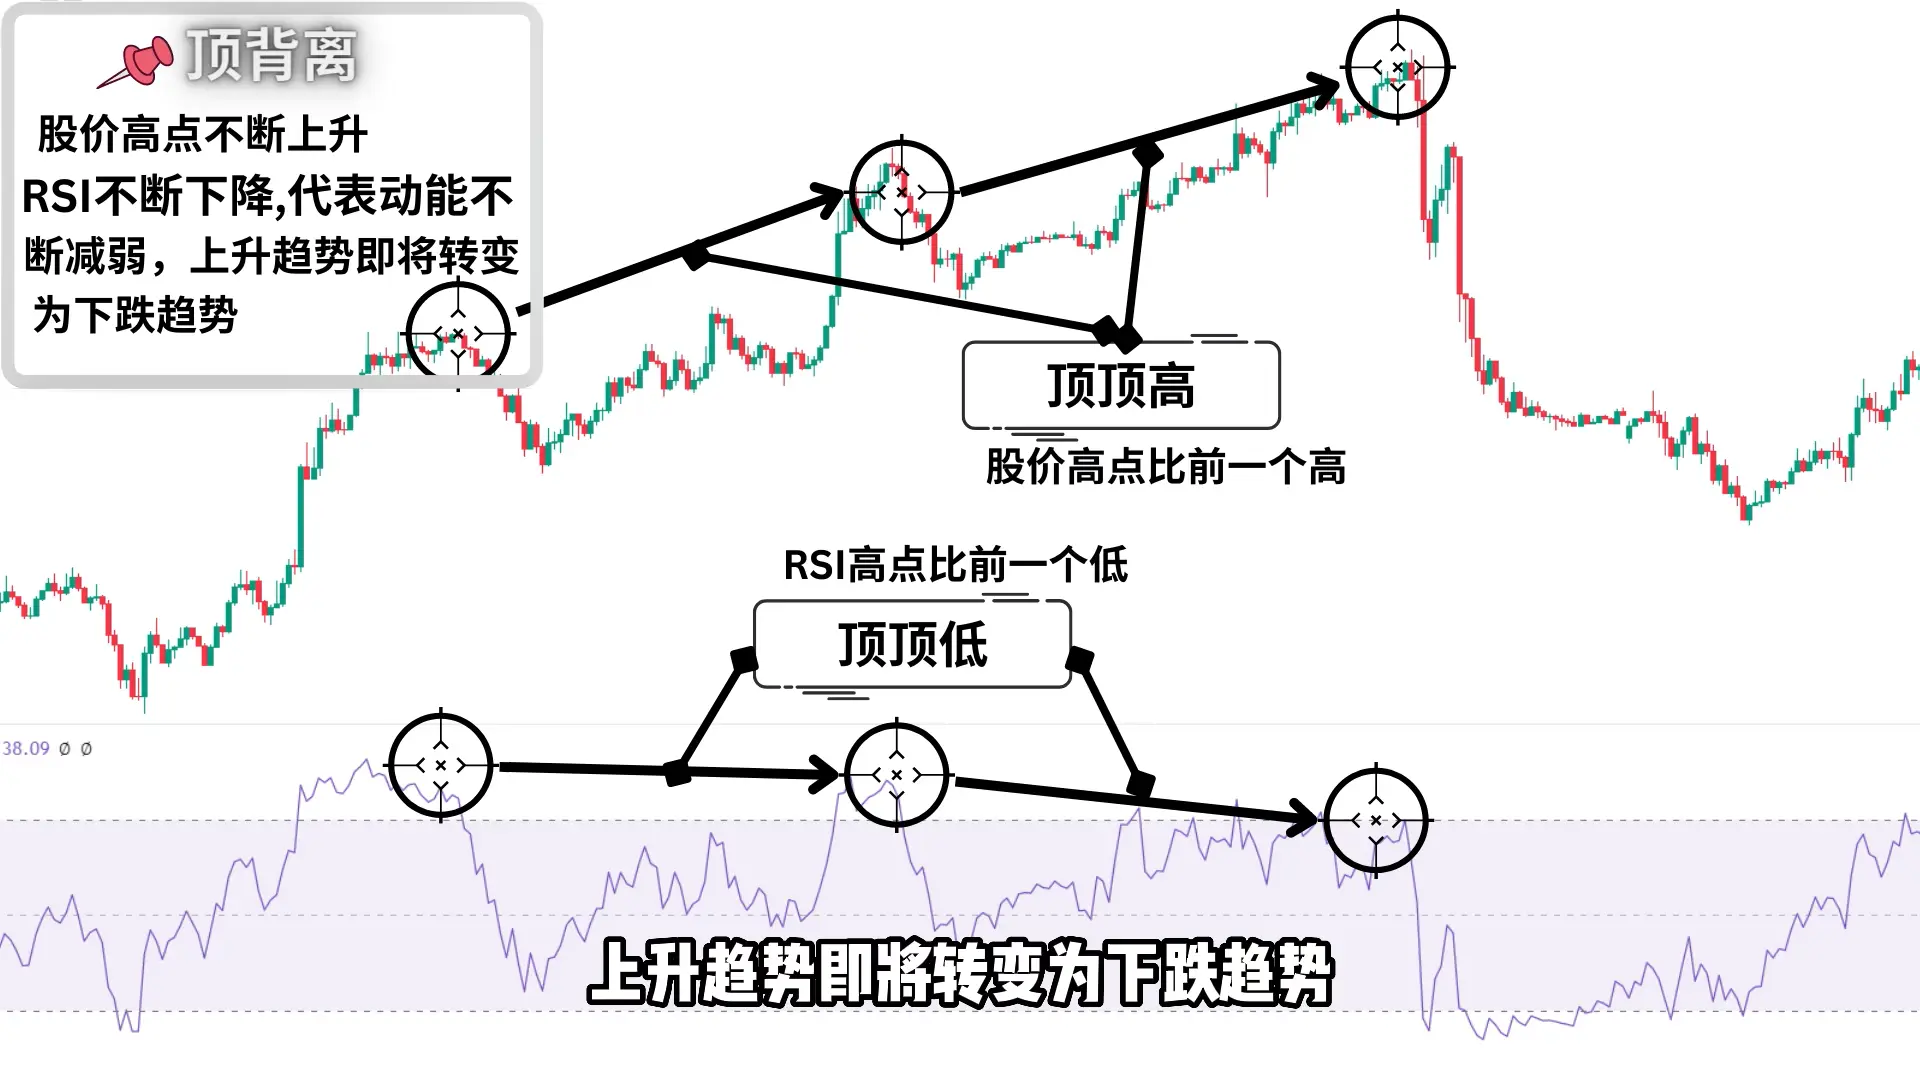 顶背离
股价高点不断上升
RSI不断下降,代表动能不
断减弱，上升趋势即将转变
为下跌趋势
顶顶高
股价高点比前一个高
RSI高点比前一个低
顶顶低
38.09 Ø Ø
上升趋势即將转变为下跌趋势